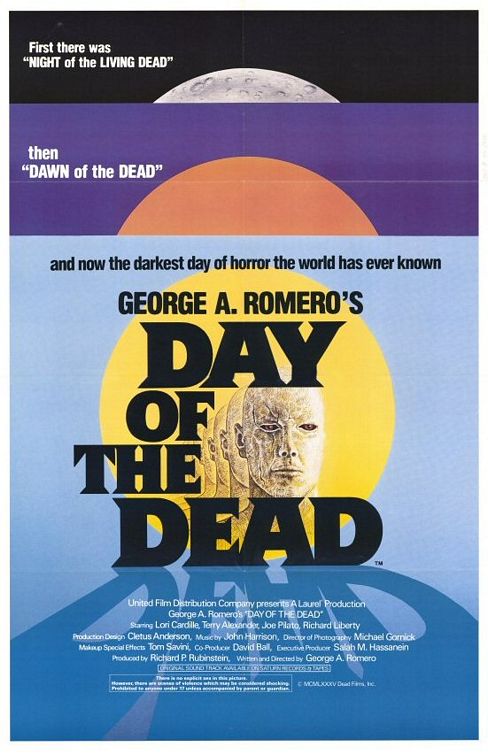 First there was
"NIGHT of the LIVING DEAD"
then
"DAWN of the DEAD"
and now the darkest day of horror the world has ever known
GEORGE A. ROMERO'S
DAY
OF
THE
DEAD
TM
United Film Distribution Company presents A Laurel Production
George A. Romero's "DAY OF THE DEAD"
Starring Lori Cardille, Terry Alexander, Joe Pilato, Richard Liberty
Production Design Cletus Anderson, Music by John Harrison, Director of Photography Michael Gornick
Makeup Special Effects Tom Savini, Co-Producer David Ball, Executive Producer Salah M. Hassanein
Produced by Richard P. Rubinstein, Written and Directed by George A. Romero
ORIGINAL SOUND TRACK AVAILABLE ON SATURN RECORDS & TAPES
There is no explicit sex in this picture.
However, there are scenes of violence which may be considered shocking.
Prohibited to anyone under 17 unless accompanied by parent or guardian.
© MCMLXXXV Dead Films, Inc.